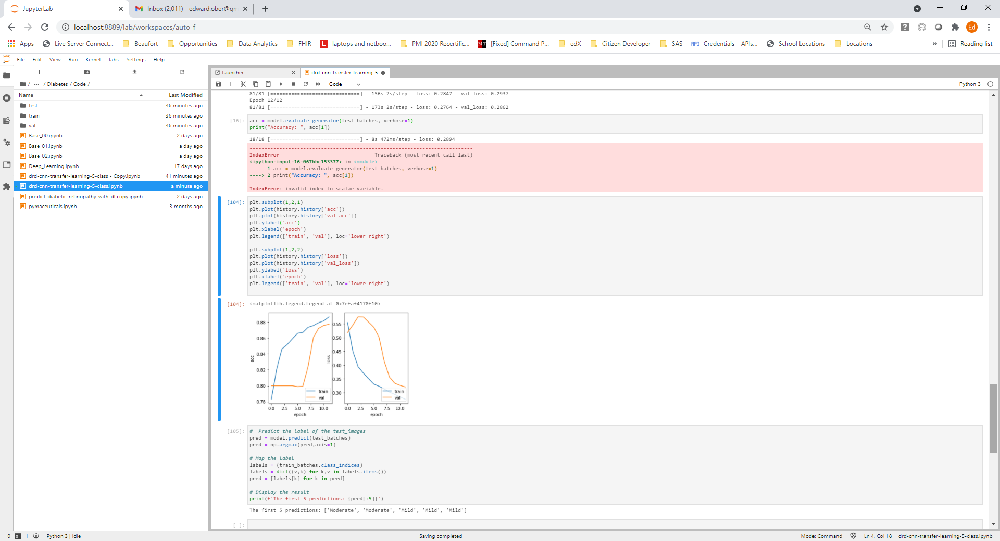 JupyterLab
Inbox (2,011) - edward.ober@gm
localhost:8889/lab/workspaces/auto-f
Ed
Apps
Live Server Connect...
Beaufort
Opportunities
Data Analytics
FHIR
L
laptops and netboo...
PMI 2020 Recertific...
MT
[Fixed] Command P...
edX
Citizen Developer
SAS
API
Credentials – APIs...
School Locations
Locations
»
Reading list
File Edit View Run Kernel Tabs Settings Help
/ ··· / Diabetes / Code /
Name Last Modified
test 36 minutes ago
train 36 minutes ago
val 36 minutes ago
Base_00.ipynb 2 days ago
Base_01.ipynb a day ago
Base_02.ipynb a day ago
Deep_Learning.ipynb 17 days ago
drd-cnn-transfer-learning-5-class - Copy.ipynb 41 minutes ago
drd-cnn-transfer-learning-5-class.ipynb a minute ago
predict-diabetic-retinopathy-with-dl copy.ipynb 2 days ago
pymaceuticals.ipynb 3 months ago
Launcher
drd-cnn-transfer-learning-5-
Code
Python 3
81/81 [==============================] - 156s 2s/step - loss: 0.2847 - val_loss: 0.2937
Epoch 12/12
81/81 [==============================] - 173s 2s/step - loss: 0.2764 - val_loss: 0.2862
[16]: acc = model.evaluate_generator(test_batches, verbose=1)
print("Accuracy: ", acc[1])
18/18 [==============================] - 8s 472ms/step - loss: 0.2894
---------------------------------------------------------------------------
IndexError Traceback (most recent call last)
<ipython-input-16-067bbc153377> in <module>
1 acc = model.evaluate_generator(test_batches, verbose=1)
----> 2 print("Accuracy: ", acc[1])
IndexError: invalid index to scalar variable.
[104]: plt.subplot(1,2,1)
plt.plot(history.history['acc'])
plt.plot(history.history['val_acc'])
plt.ylabel('acc')
plt.xlabel('epoch')
plt.legend(['train', 'val'], loc='lower right')
plt.subplot(1,2,2)
plt.plot(history.history['loss'])
plt.plot(history.history['val_loss'])
plt.ylabel('loss')
plt.xlabel('epoch')
plt.legend(['train', 'val'], loc='lower right')
[104]: <matplotlib.legend.Legend at 0x7efaf4170f10>
0.88
0.86
0.84
0.82
0.80
0.78
acc
train
val
0.0 2.5 5.0 7.5 10.0
epoch
0.55
0.50
0.45
0.40
0.35
0.30
loss
train
val
0.0 2.5 5.0 7.5 10.0
epoch
[105]: # Predict the label of the test_images
pred = model.predict(test_batches)
pred = np.argmax(pred,axis=1)
# Map the label
labels = (train_batches.class_indices)
labels = dict((v,k) for k,v in labels.items())
pred = [labels[k] for k in pred]
# Display the result
print(f'The first 5 predictions: {pred[:5]}')
The first 5 predictions: ['Moderate', 'Moderate', 'Mild', 'Mild', 'Mild']
[ ]:
0 1 Python 3 | Idle
Saving completed
Mode: Command
Ln 4, Col 18
drd-cnn-transfer-learning-5-class.ipynb